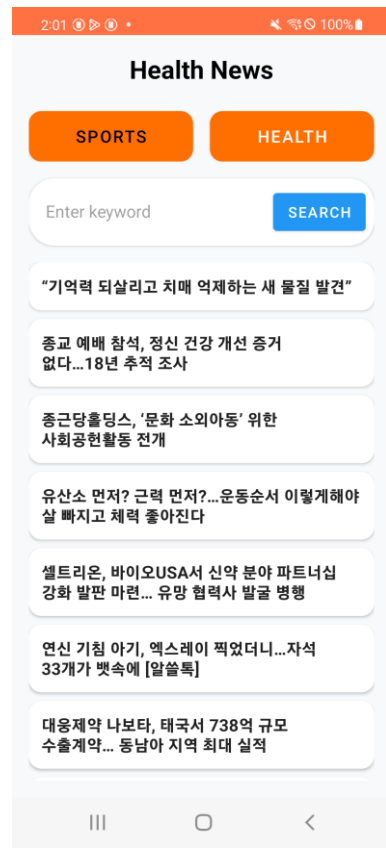 2:01
100%
Health News
SPORTS
HEALTH
Enter keyword
SEARCH
“기억력 되살리고 치매 억제하는 새 물질 발견”
종교 예배 참석, 정신 건강 개선 증거
없다...18년 추적 조사
종근당홀딩스, ‘문화 소외아동’ 위한
사회공헌활동 전개
유산소 먼저? 근력 먼저?...운동순서 이렇게해야
살 빠지고 체력 좋아진다
셀트리온, 바이오USA서 신약 분야 파트너십
강화 발판 마련... 유망 협력사 발굴 병행
연신 기침 아기, 엑스레이 찍었더니...자석
33개가 뱃속에 [알쓸톡]
대웅제약 나보타, 태국서 738억 규모
수출계약... 동남아 지역 최대 실적